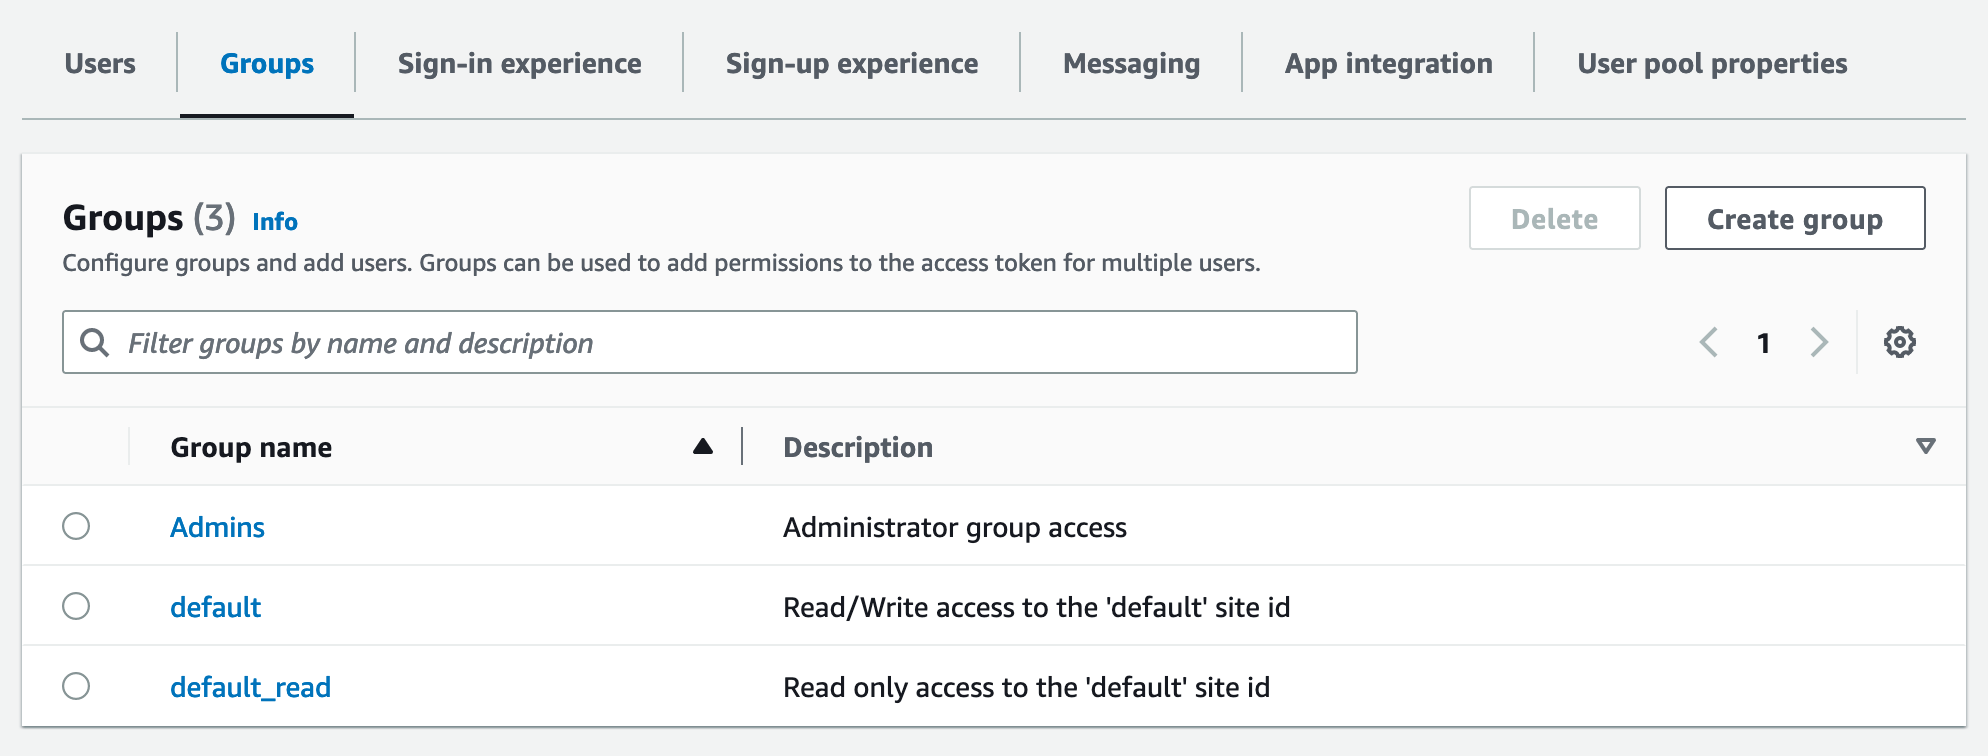 Users Groups Sign-in experience Sign-up experience Messaging App integration User pool properties
Groups (3) Info
Delete Create group
Configure groups and add users. Groups can be used to add permissions to the access token for multiple users.
Filter groups by name and description
1
Group name Description
Admins Administrator group access
default Read/Write access to the 'default' site id
default_read Read only access to the 'default' site id